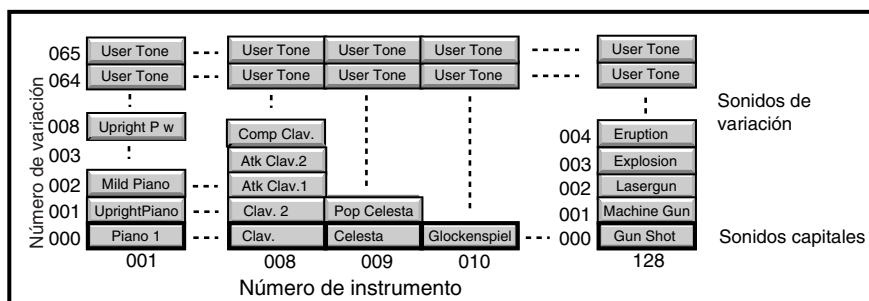 065 User Tone User Tone User Tone User Tone User Tone
064 User Tone User Tone User Tone User Tone User Tone
Sonidos de
variación
008 Upright P w Comp Clav. 004 Eruption
003 Atk Clav.2 003 Explosion
002 Mild Piano Atk Clav.1 002 Lasergun
001 UprightPiano Clav. 2 Pop Celesta 001 Machine Gun
000 Piano 1 Clav. Celesta Glockenspiel 000 Gun Shot Sonidos capitales
001 008 009 010 128
Número de variación
Número de instrumento